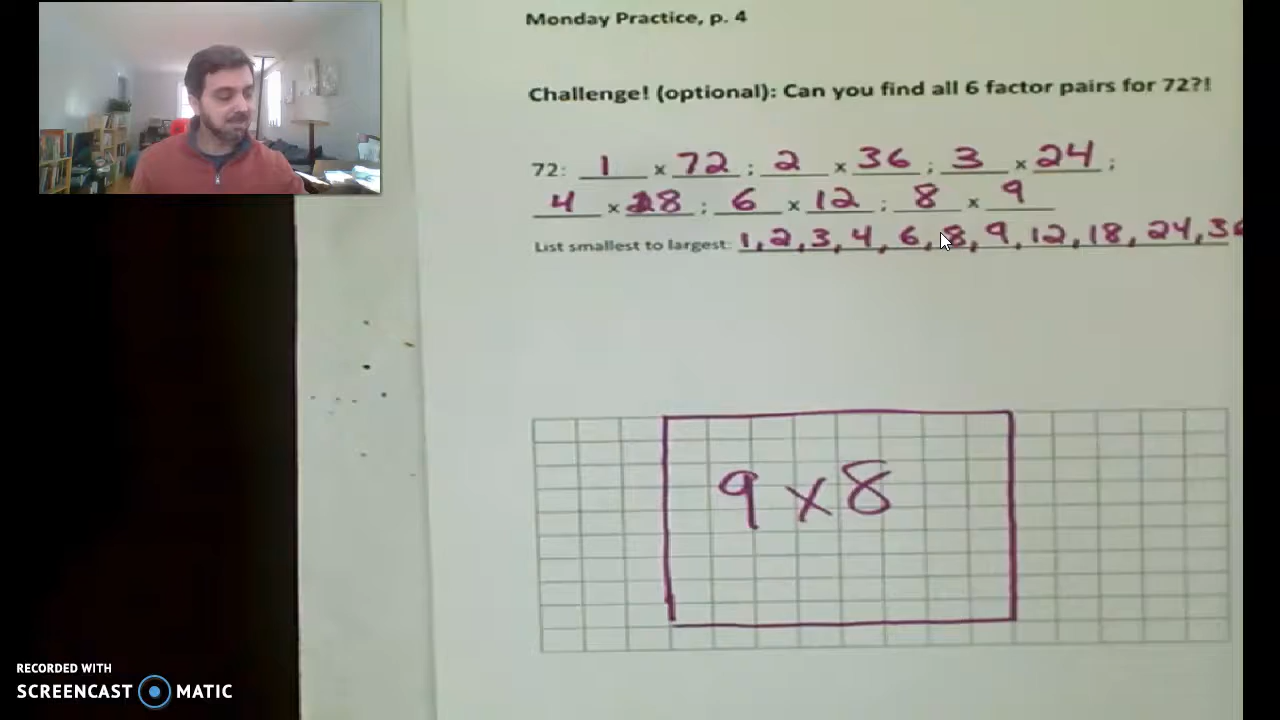 Monday Practice, p. 4
Challenge! (optional): Can you find all 6 factor pairs for 72?!
72: 1 × 72 ; 2 × 36 ; 3 × 24 ;
4 × 18 ; 6 × 12 ; 8 × 9
List smallest to largest: 1, 2, 3, 4, 6, 8, 9, 12, 18, 24, 36
9 x 8
RECORDED WITH
SCREENCAST MATIC